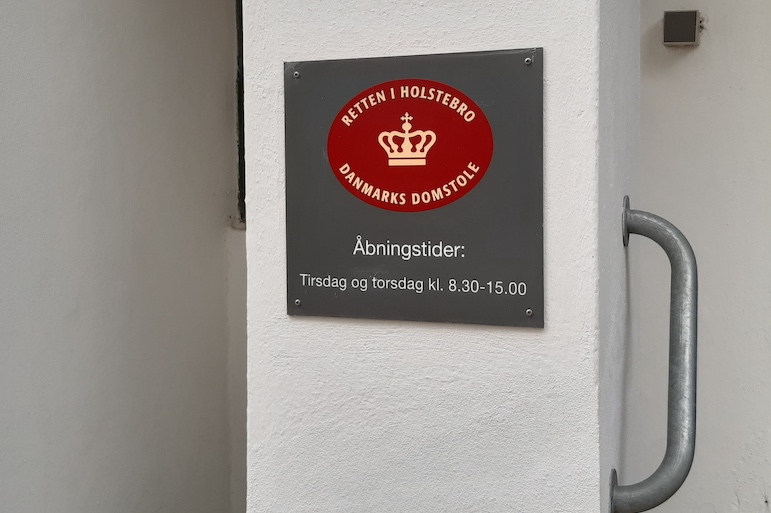 RETTEN I HOLSTEBRO
DANMARKS DOMSTOLE
Åbningstider:
Tirsdag og torsdag kl. 8.30-15.00